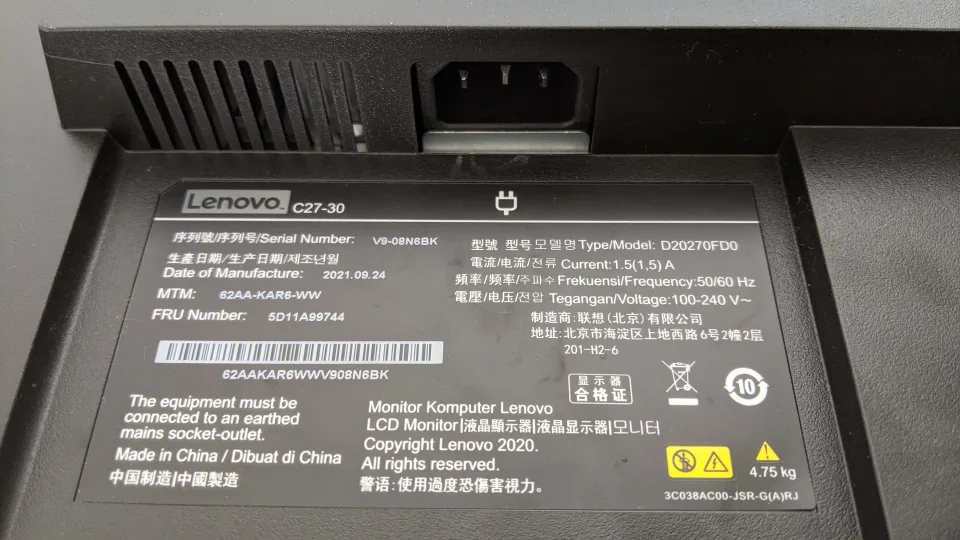 Lenovo C27-30
序列號/序列号/Serial Number: V9-08N6BK
生產日期/生产日期/제조년월
Date of Manufacture: 2021.09.24
MTM: 62AA-KAR6-WW
FRU Number: 5D11A99744
62AAKAR6WWV908N6BK
The equipment must be
connected to an earthed
mains socket-outlet.
Made in China / Dibuat di China
中国制造|中國製造
型號 型号 모델명 Type/Model: D20270FD0
電流/电流/전류 Current:1.5(1,5) A
頻率/频率/주파수 Frekuensi/Frequency:50/60 Hz
電壓/电压/전압 Tegangan/Voltage:100-240 V～
制造商: 联想 (北京) 有限公司
地址: 北京市海淀区上地西路6号2幢2层
201-H2-6
显示器
合格证
10
Monitor Komputer Lenovo
LCD Monitor|液晶顯示器|液晶显示器|모니터
Copyright Lenovo 2020.
All rights reserved.
警语: 使用過度恐傷害視力。
4.75 kg
3C038AC00-JSR-G(A)RJ